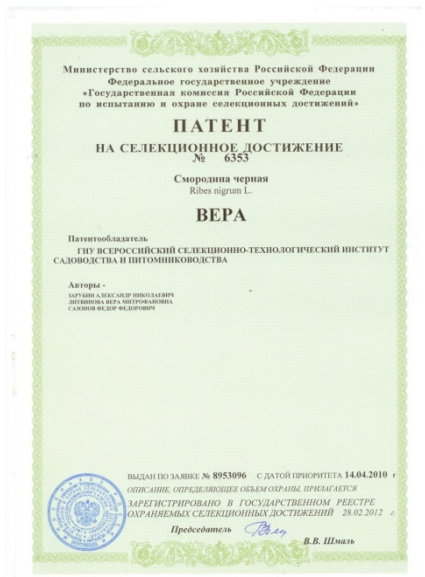 Министерство сельского хозяйства Российской Федерации
Федеральное государственное учреждение
«Государственная комиссия Российской Федерации
по испытанию и охране селекционных достижений»
ПАТЕНТ
НА СЕЛЕКЦИОННОЕ ДОСТИЖЕНИЕ
№ 6353
Смородина черная
Ribes nigrum L.
ВЕРА
Патентообладатель
ГНУ ВСЕРОССИЙСКИЙ СЕЛЕКЦИОННО-ТЕХНОЛОГИЧЕСКИЙ ИНСТИТУТ
САДОВОДСТВА И ПИТОМНИКОВОДСТВА
Авторы -
ЗАРУБИН АЛЕКСАНДР НИКОЛАЕВИЧ
ЛИТВИНОВА ВЕРА МИТРОФАНОВНА
САЗОНОВ ФЕДОР ФЕДОРОВИЧ
ВЫДАН ПО ЗАЯВКЕ № 8953096 С ДАТОЙ ПРИОРИТЕТА 14.04.2010 г
ОПИСАНИЕ, ОПРЕДЕЛЯЮЩЕЕ ОБЪЕМ ОХРАНЫ, ПРИЛАГАЕТСЯ
ЗАРЕГИСТРИРОВАНО В ГОСУДАРСТВЕННОМ РЕЕСТРЕ
ОХРАНЯЕМЫХ СЕЛЕКЦИОННЫХ ДОСТИЖЕНИЙ 28.02.2012 г.
Председатель
В.В. Шмаль